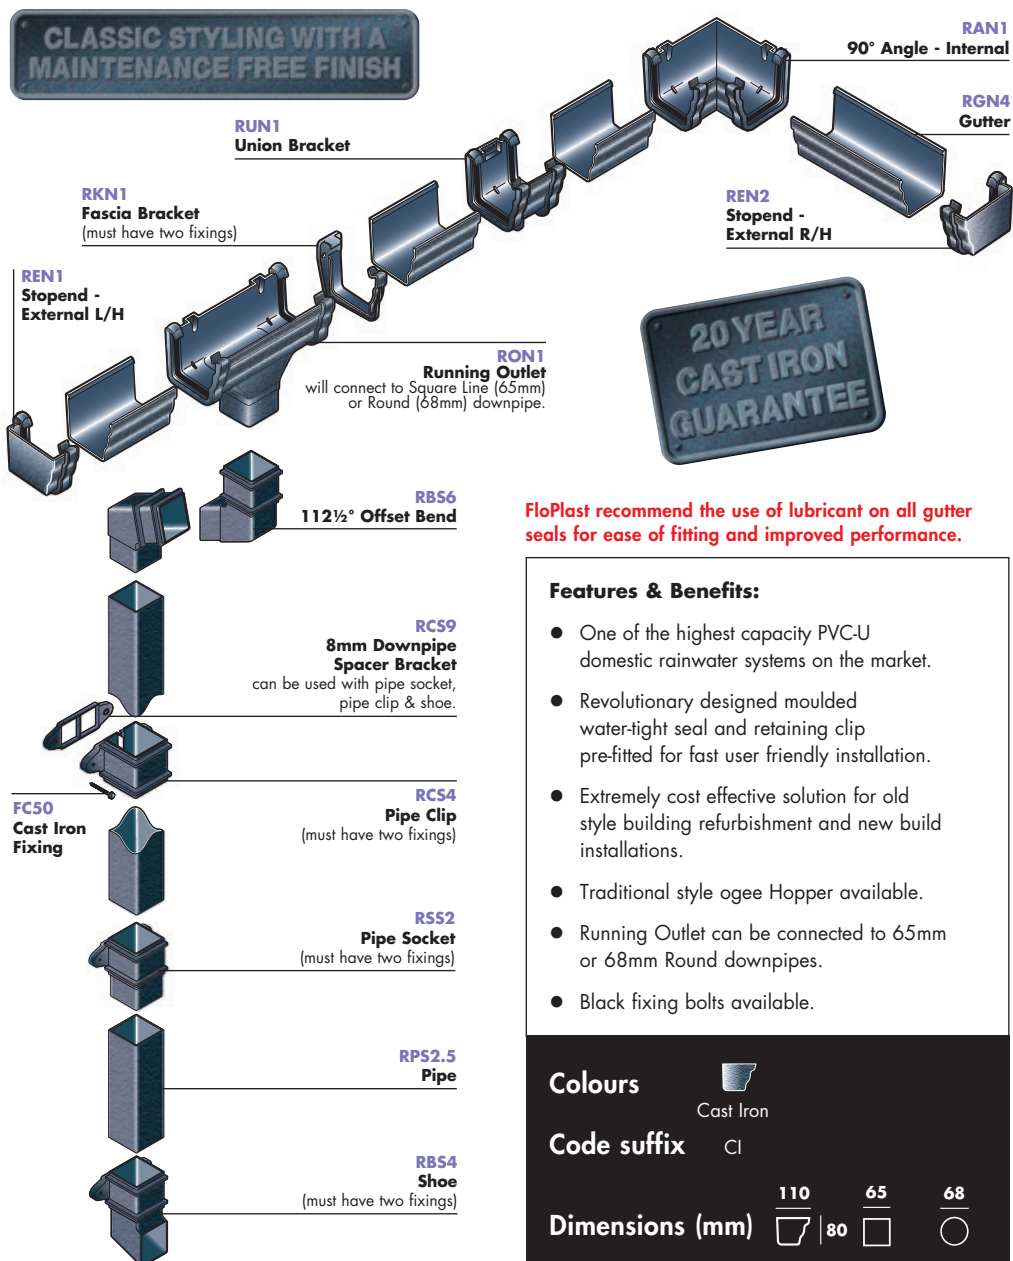 CLASSIC STYLING WITH A
MAINTENANCE FREE FINISH
RAN1
90° Angle - Internal
RGN4
Gutter
RUN1
Union Bracket
RKN1
Fascia Bracket
(must have two fixings)
REN2
Stopend -
External R/H
REN1
Stopend -
External L/H
20 YEAR
CAST IRON
GUARANTEE
RON1
Running Outlet
will connect to Square Line (65mm)
or Round (68mm) downpipe.
RBS6
112½° Offset Bend
RCS9
8mm Downpipe
Spacer Bracket
can be used with pipe socket,
pipe clip & shoe.
FC50
Cast Iron
Fixing
RCS4
Pipe Clip
(must have two fixings)
RSS2
Pipe Socket
(must have two fixings)
RPS2.5
Pipe
RBS4
Shoe
(must have two fixings)
FloPlast recommend the use of lubricant on all gutter
seals for ease of fitting and improved performance.
Features & Benefits:
● One of the highest capacity PVC-U
domestic rainwater systems on the market.
● Revolutionary designed moulded
water-tight seal and retaining clip
pre-fitted for fast user friendly installation.
● Extremely cost effective solution for old
style building refurbishment and new build
installations.
● Traditional style ogee Hopper available.
● Running Outlet can be connected to 65mm
or 68mm Round downpipes.
● Black fixing bolts available.
Colours
Cast Iron
Code suffix CI
Dimensions (mm) 110 80 65 68